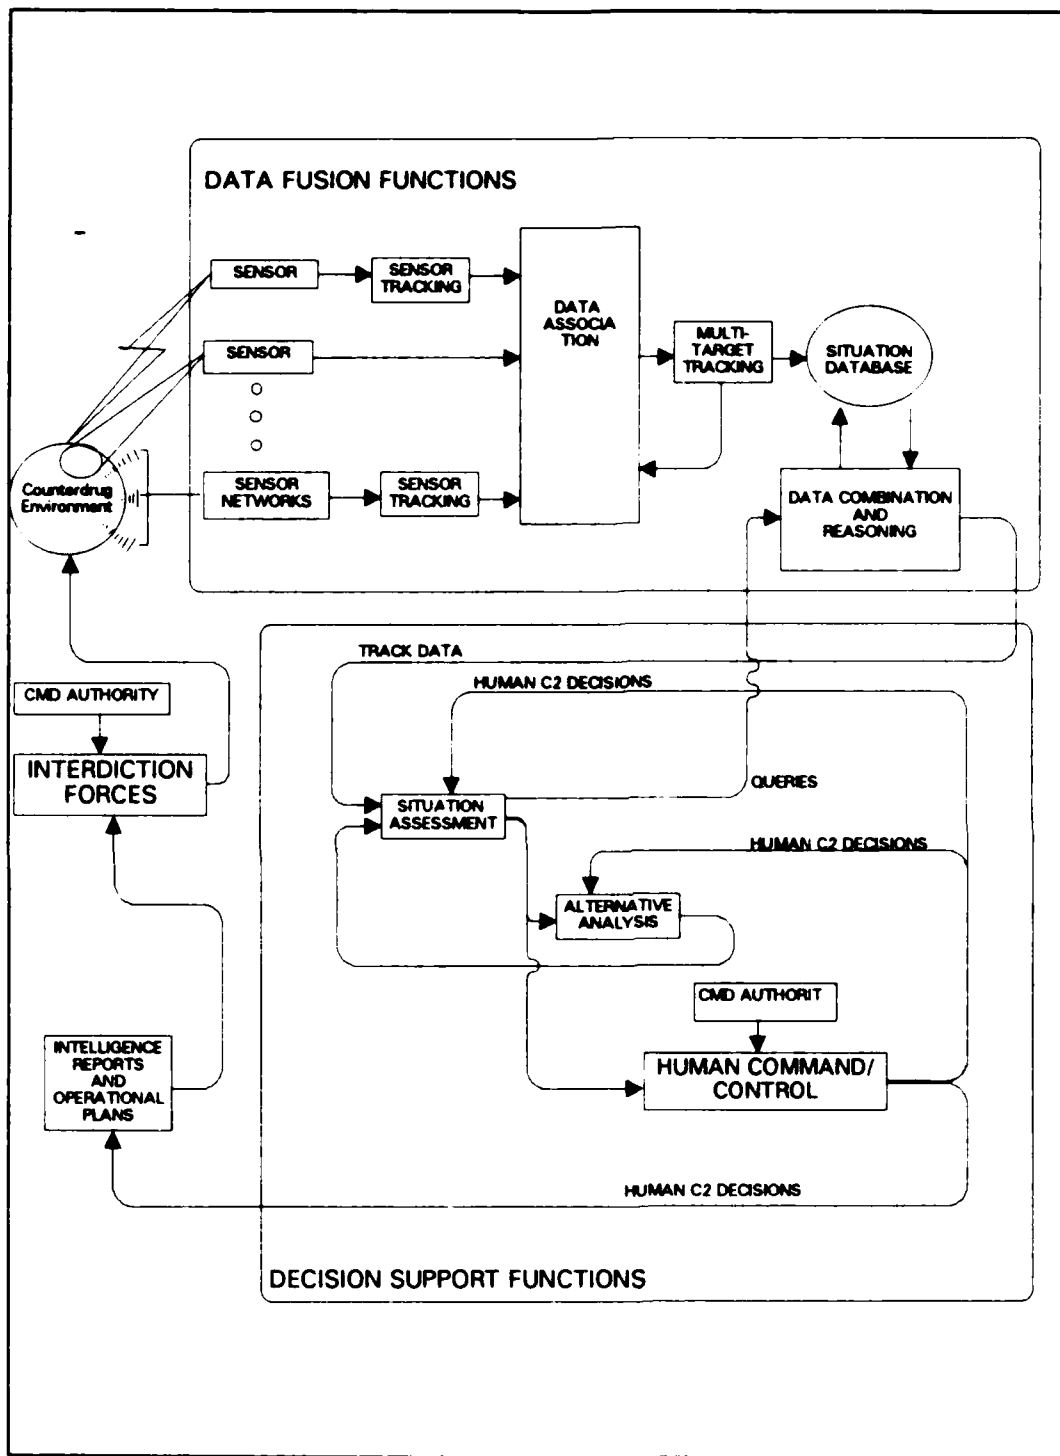 DATA FUSION FUNCTIONS
SENSOR
SENSOR
TRACKING
DATA
ASSOCIA
TION
MULTI-
TARGET
TRACKING
SITUATION
DATABASE
SENSOR
Counterdrug
Environment
SENSOR
NETWORKS
SENSOR
TRACKING
DATA COMBINATION
AND
REASONING
TRACK DATA
HUMAN C2 DECISIONS
CMD AUTHORITY
INTERDICTION
FORCES
QUERIES
SITUATION
ASSESSMENT
HUMAN C2 DECISIONS
ALTERNATIVE
ANALYSIS
CMD AUTHORIT
HUMAN COMMAND/
CONTROL
INTELLIGENCE
REPORTS
AND
OPERATIONAL
PLANS
HUMAN C2 DECISIONS
DECISION SUPPORT FUNCTIONS